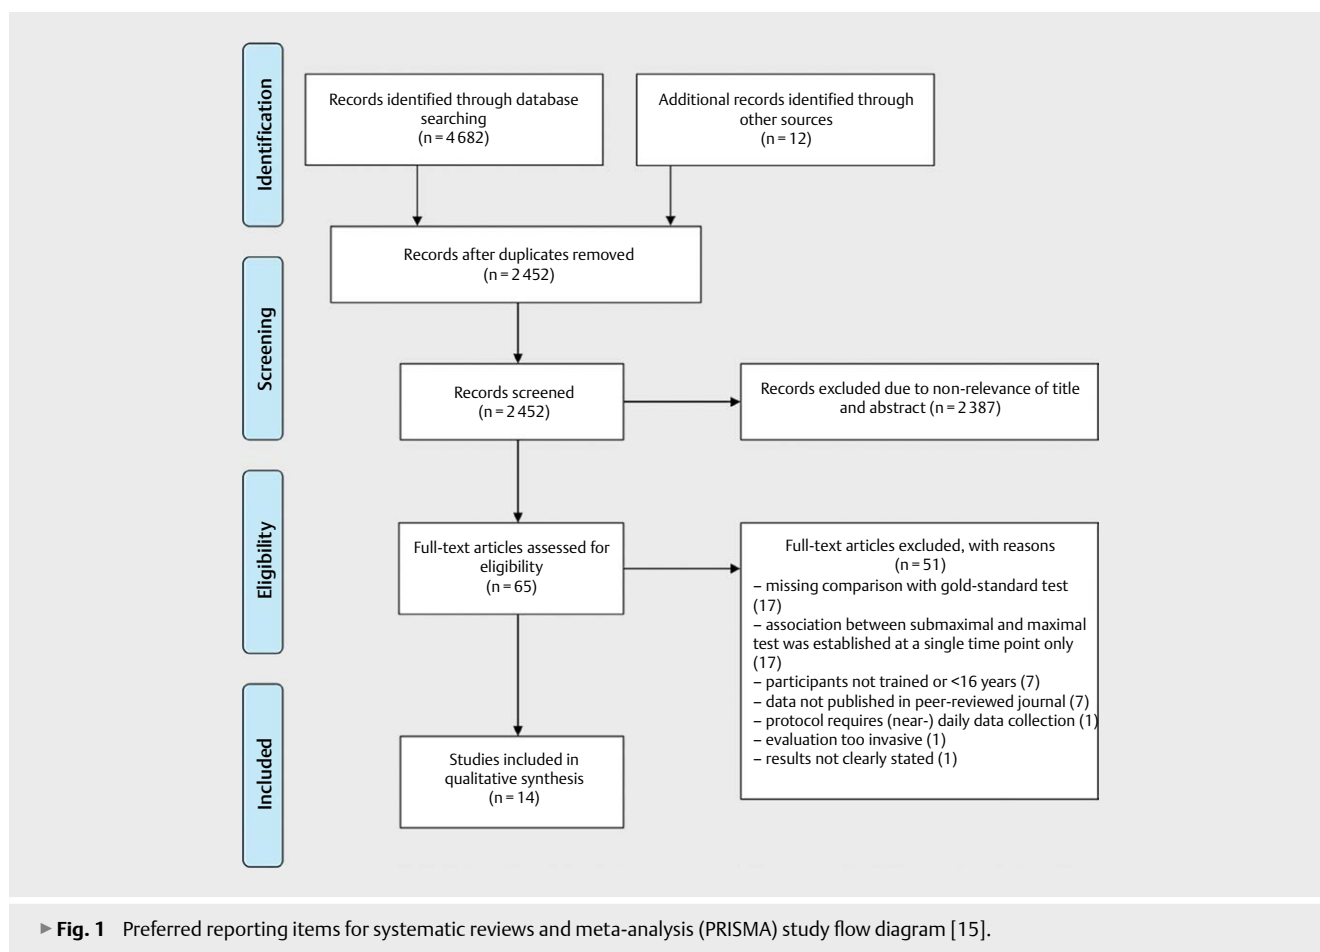 Identification
Records identified through database
searching
(n = 4 682)
Additional records identified through
other sources
(n = 12)
Records after duplicates removed
(n = 2 452)
Screening
Records screened
(n = 2 452)
Records excluded due to non-relevance of title
and abstract (n = 2 387)
Eligibility
Full-text articles assessed for
eligibility
(n = 65)
Full-text articles excluded, with reasons
(n = 51)
– missing comparison with gold-standard test
(17)
– association between submaximal and maximal
test was established at a single time point only
(17)
– participants not trained or <16 years (7)
– data not published in peer-reviewed journal (7)
– protocol requires (near-) daily data collection (1)
– evaluation too invasive (1)
– results not clearly stated (1)
Included
Studies included in
qualitative synthesis
(n = 14)
▶ Fig. 1 Preferred reporting items for systematic reviews and meta-analysis (PRISMA) study flow diagram [15].